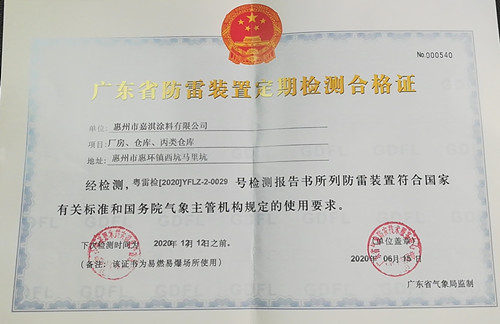 No.000540
广东省防雷装置定期检测合格证
单位: 惠州市嘉淇涂料有限公司
项目: 厂房、仓库、丙类仓库
地址: 惠州市惠环镇西坑马里坑
经检测, 粤雷检[2020]YFLZ-2-0029 号检测报告书所列防雷装置符合国家
有关标准和国务院气象主管机构规定的使用要求。
下次检测时间为 2020年 12月 12日之前。
(单位盖章)
(备注: 该证书为易燃易爆场所使用)
2020年 06月 15日
广东省气象局监制